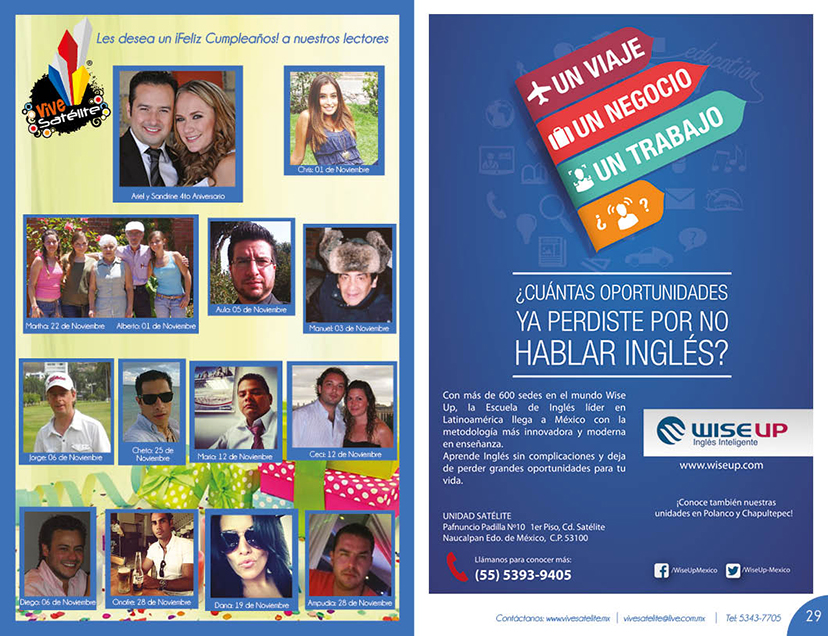 Les desea un ¡Feliz Cumpleaños! a nuestros lectores
Vive
Satélite
Ariel y Sandrine 4to Aniversario
Chris: 01 de Noviembre
Martha: 22 de Noviembre
Alberto: 01 de Noviembre
Aula: 05 de Noviembre
Manuel: 03 de Noviembre
Jorge: 06 de Noviembre
Cheto: 25 de
Noviembre
Mario: 12 de Noviembre
Ceci: 12 de Noviembre
Diego: 06 de Noviembre
Onofre: 28 de Noviembre
Dana: 19 de Noviembre
Ampudia: 28 de Noviembre
UN VIAJE
UN NEGOCIO
UN TRABAJO
¿ ?
education
¿CUÁNTAS OPORTUNIDADES
YA PERDISTE POR NO
HABLAR INGLÉS?
Con más de 600 sedes en el mundo Wise
Up, la Escuela de Inglés líder en
Latinoamérica llega a México con la
metodología más innovadora y moderna
en enseñanza.
Aprende Inglés sin complicaciones y deja
de perder grandes oportunidades para tu
vida.
WISE UP
Inglés Inteligente
www.wiseup.com
UNIDAD SATÉLITE
Pafnuncio Padilla Nº10 1er Piso, Cd. Satélite
Naucalpan Edo. de México, C.P. 53100
¡Conoce también nuestras
unidades en Polanco y Chapultepec!
Llámanos para conocer más:
(55) 5393-9405
/WiseUpMexico
/WiseUp-Mexico
Contáctanos: www.vivesatelite.mx | vivesatelite@live.com.mx | Tel: 5343-7705
29